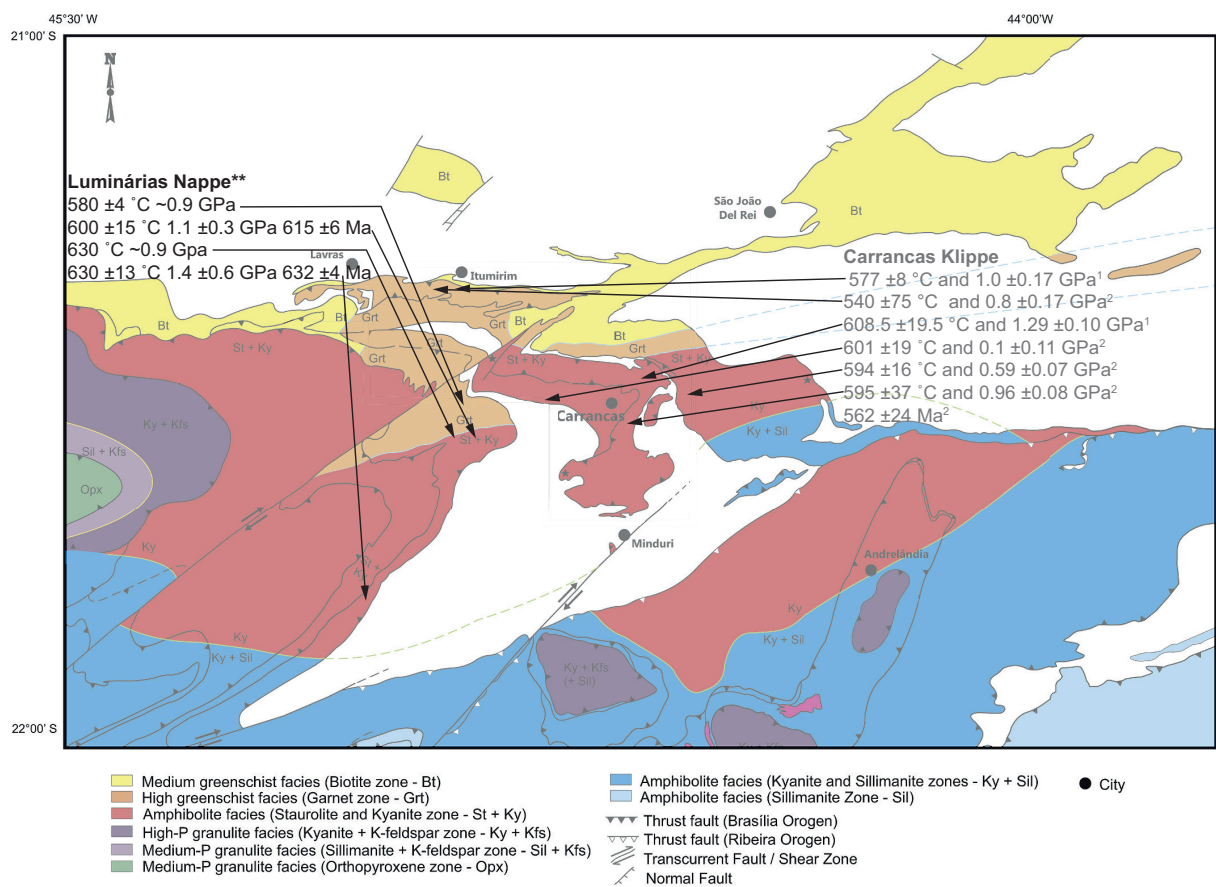 45°30' W
44°00' W
21°00' S
N
Luminárias Nappe**
580 ±4 ˚C ~0.9 GPa
600 ±15 ˚C 1.1 ±0.3 GPa 615 ±6 Ma
630 ˚C ~0.9 Gpa
630 ±13 ˚C 1.4 ±0.6 GPa 632 ±4 Ma
Bt
São João
Del Rei
Bt
Lavras
Itumirim
Carrancas Klippe
577 ±8 °C and 1.0 ±0.17 GPa¹
540 ±75 °C and 0.8 ±0.17 GPa²
608.5 ±19.5 °C and 1.29 ±0.10 GPa¹
601 ±19 °C and 0.1 ±0.11 GPa²
594 ±16 °C and 0.59 ±0.07 GPa²
595 ±37 °C and 0.96 ±0.08 GPa²
562 ±24 Ma²
Bt
Bt
Grt
Grt
Bt
Grt
St + Ky
Grt
Grt
St + Ky
St + Ky
Ky
Carrancas
Grt
Ky + Kfs
St + Ky
Ky + Sil
Sil + Kfs
Opx
Ky
Minduri
Andrelândia
St +
Ky
Ky
Ky
Ky + Sil
Ky + Sil
Ky + Kfs
(+ Sil)
22°00' S
Medium greenschist facies (Biotite zone - Bt)
High greenschist facies (Garnet zone - Grt)
Amphibolite facies (Staurolite and Kyanite zone - St + Ky)
High-P granulite facies (Kyanite + K-feldspar zone - Ky + Kfs)
Medium-P granulite facies (Sillimanite + K-feldspar zone - Sil + Kfs)
Medium-P granulite facies (Orthopyroxene zone - Opx)
Amphibolite facies (Kyanite and Sillimanite zones - Ky + Sil)
Amphibolite facies (Sillimanite Zone - Sil)
Thrust fault (Brasília Orogen)
Thrust fault (Ribeira Orogen)
Transcurrent Fault / Shear Zone
Normal Fault
City